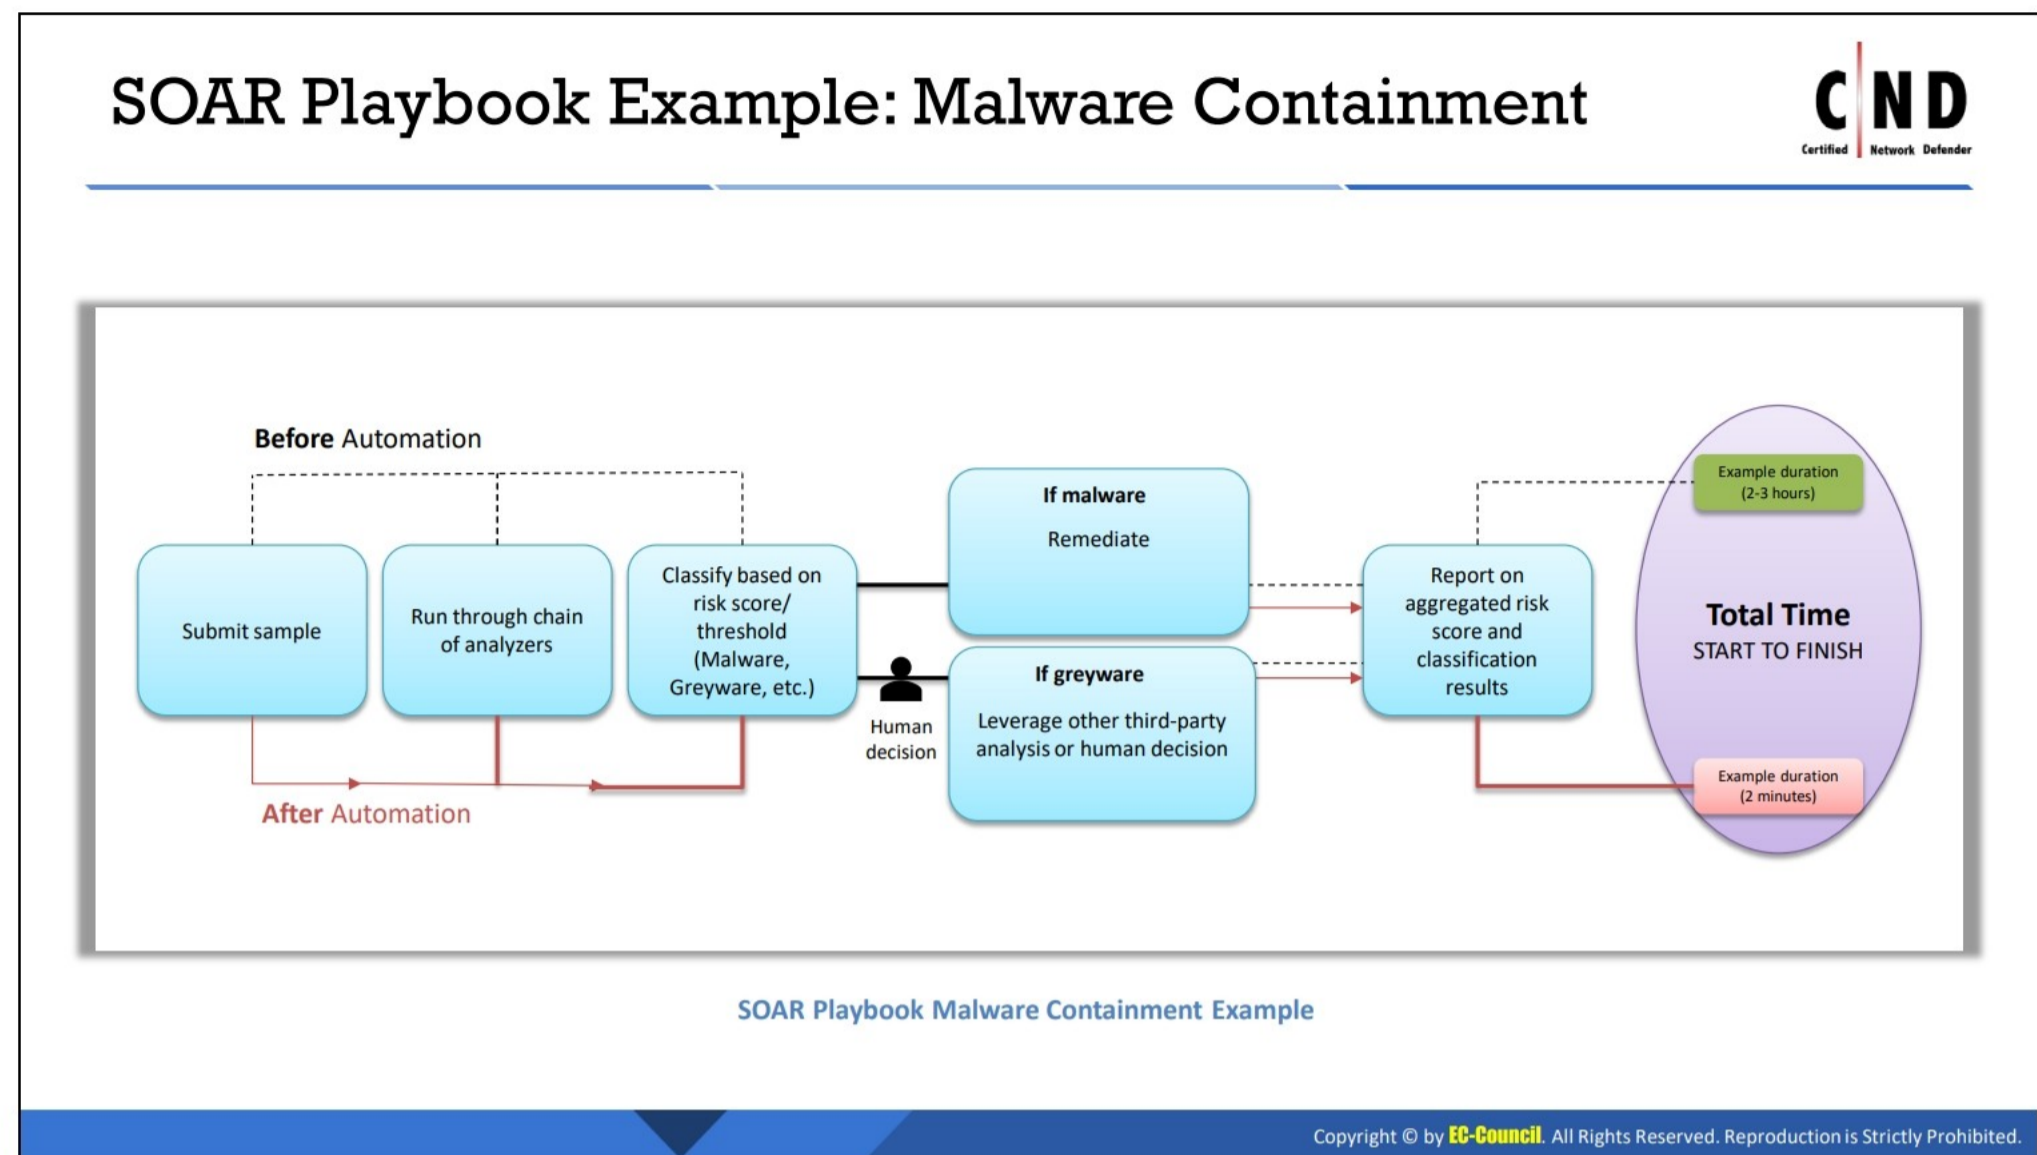 SOAR Playbook Example: Malware Containment
C ND
Certified Network Defender
Before Automation
Submit sample
Run through chain
of analyzers
Classify based on
risk score/
threshold
(Malware,
Greyware, etc.)
After Automation
Human
decision
If malware
Remediate
If greyware
Leverage other third-party
analysis or human decision
Report on
aggregated risk
score and
classification
results
Example duration
(2-3 hours)
Total Time
START TO FINISH
Example duration
(2 minutes)
SOAR Playbook Malware Containment Example
Copyright © by EC-Council. All Rights Reserved. Reproduction is Strictly Prohibited.